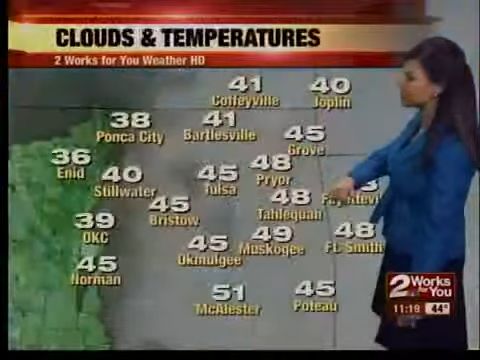 CLOUDS & TEMPERATURES
2 Works for You Weather HD
41
Coffeyville
40
Joplin
38
Ponca City
41
Bartlesville
45
Grove
36
Enid
40
Stillwater
45
Tulsa
48
Pryor
45
Bristow
48
Tahlequah
39
OKC
45
Okmulgee
49
Muskogee
48
Ft. Smith
45
Norman
51
McAlester
45
Poteau
2 Works for You
11:19 44°